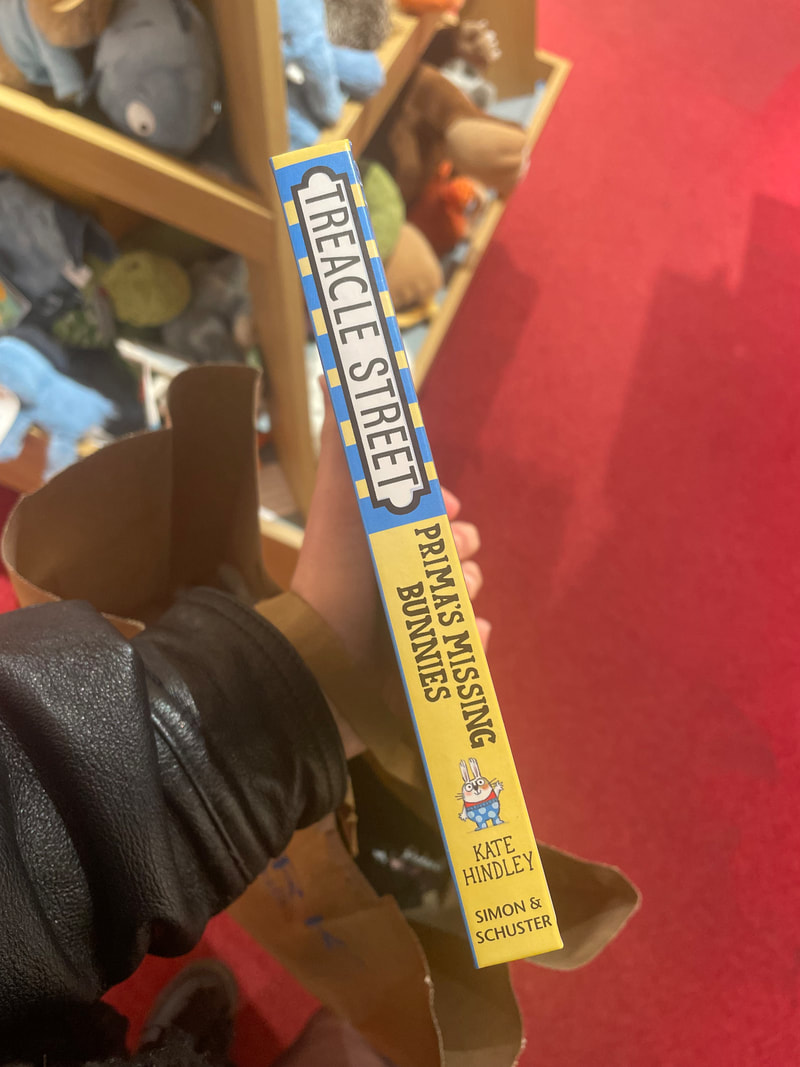 TREACLE STREET
PRIMA'S MISSING
BUNNIES
KATE
HINDLEY
SIMON &
SCHUSTER